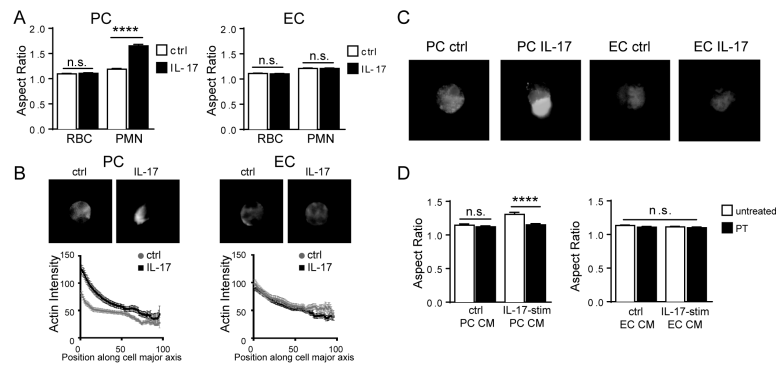 A
PC
EC
Aspect Ratio
2.0
1.5
1.0
0.5
0.0
n.s.
****
ctrl
IL-17
RBC
PMN
Aspect Ratio
2.0
1.5
1.0
0.5
0.0
n.s.
n.s.
RBC
PMN
B
PC
EC
ctrl
IL-17
ctrl
IL-17
Actin Intensity
150
100
50
0
ctrl
IL-17
0
50
100
Position along cell major axis
Actin Intensity
150
100
50
0
ctrl
IL-17
0
50
100
Position along cell major axis
C
PC ctrl
PC IL-17
EC ctrl
EC IL-17
D
Aspect Ratio
1.5
1.0
0.5
0.0
n.s.
****
ctrl
PC CM
IL-17-stim
PC CM
Aspect Ratio
1.5
1.0
0.5
0.0
n.s.
untreated
PT
ctrl
EC CM
IL-17-stim
EC CM